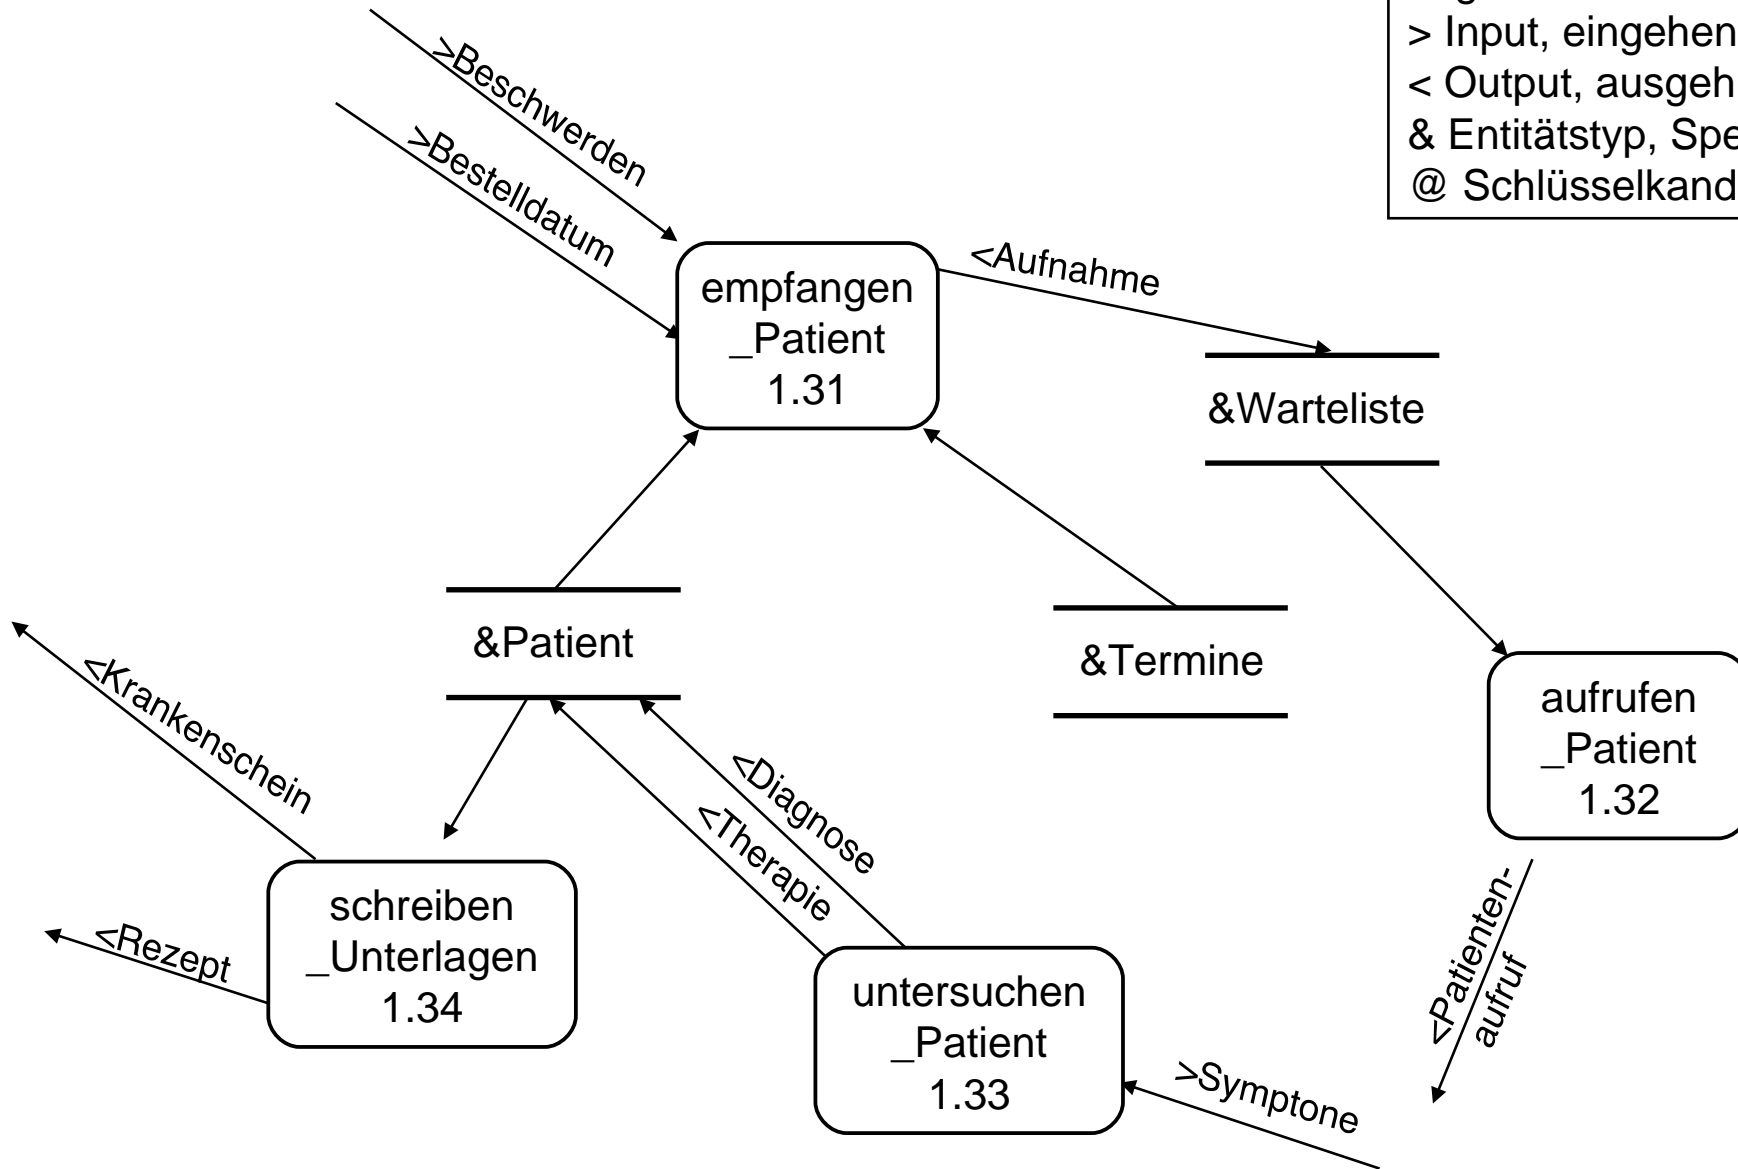 > Input, eingehen
< Output, ausgeh
& Entitätstyp, Spe
@ Schlüsselkand
>Beschwerden
>Bestelldatum
empfangen
_Patient
1.31
<Aufnahme
&Warteliste
&Patient
&Termine
<Krankenschein
aufrufen
_Patient
1.32
<Diagnose
<Therapie
schreiben
_Unterlagen
1.34
<Rezept
untersuchen
_Patient
1.33
<Patienten-
aufruf
>Symptone